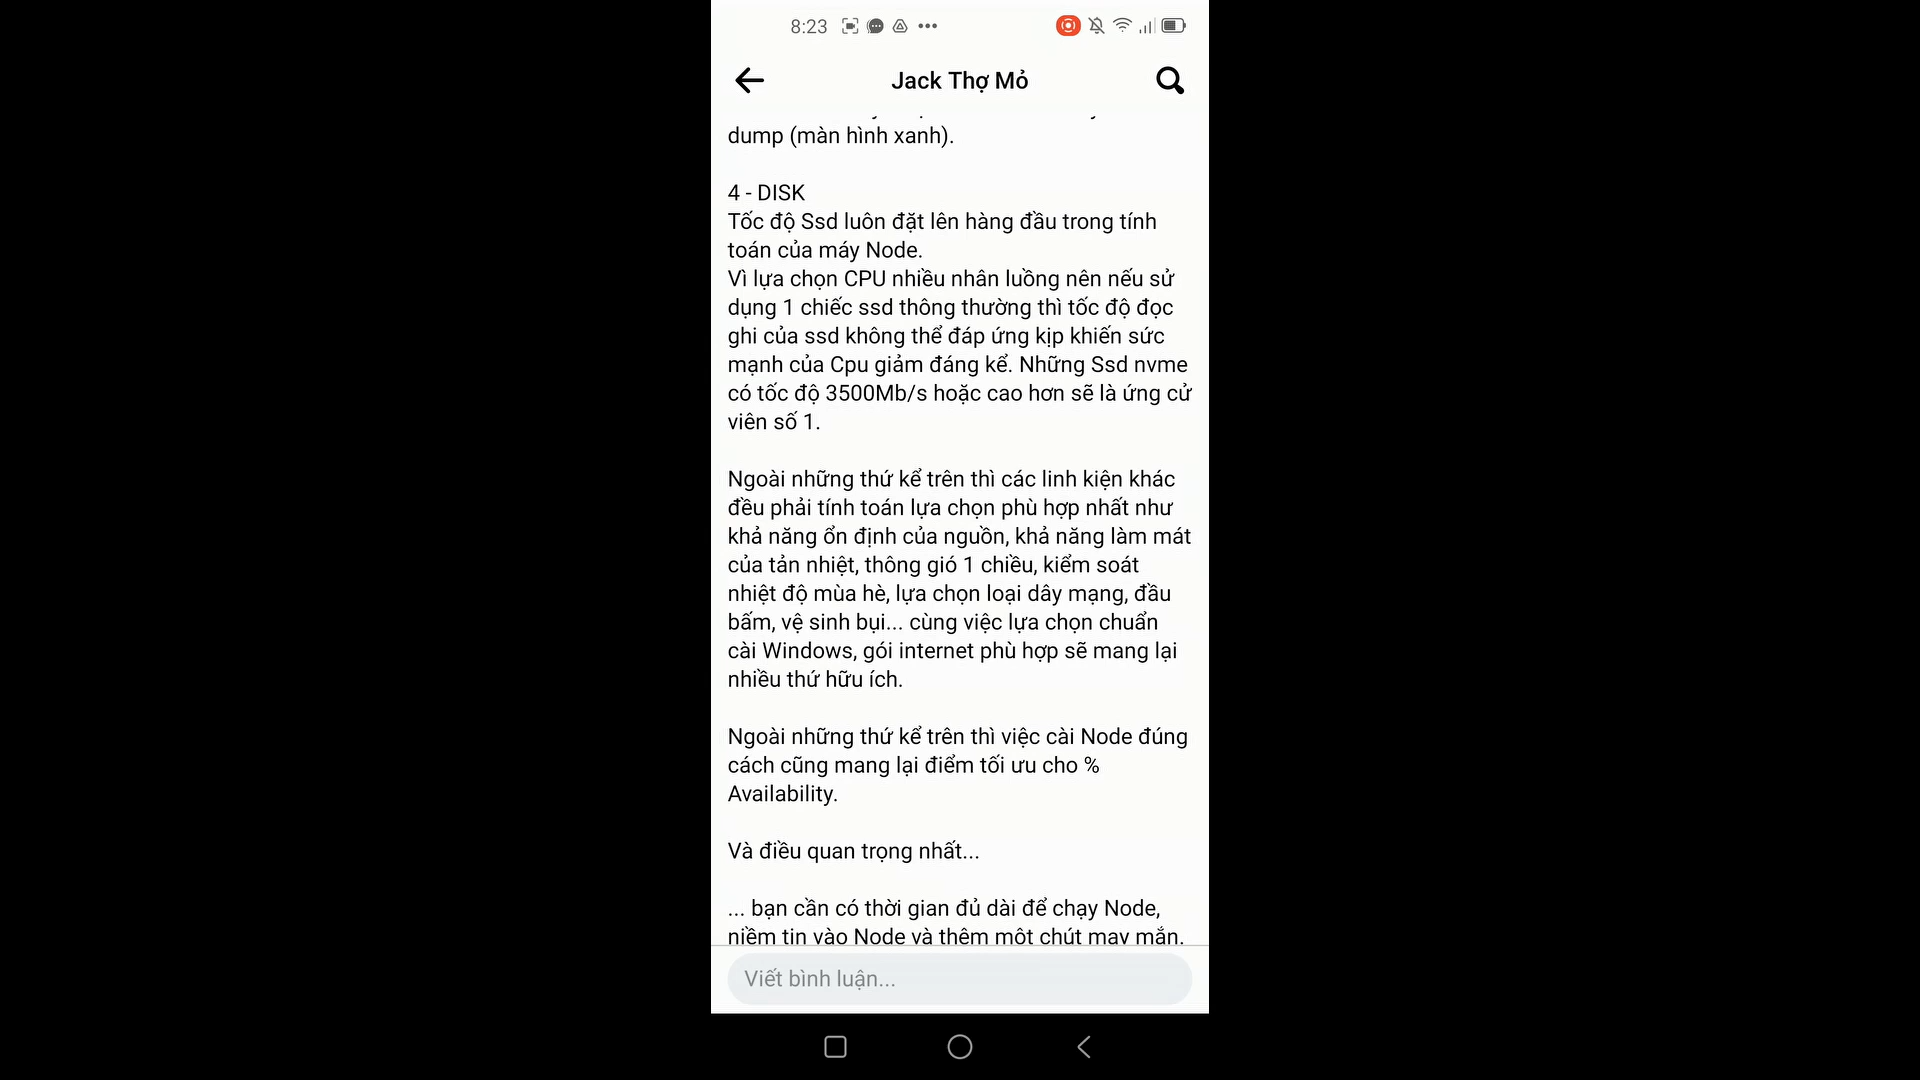 8:23
Jack Thợ Mỏ
dump (màn hình xanh).
4 - DISK
Tốc độ Ssd luôn đặt lên hàng đầu trong tính
toán của máy Node.
Vì lựa chọn CPU nhiều nhân luồng nên nếu sử
dụng 1 chiếc ssd thông thường thì tốc độ đọc
ghi của ssd không thể đáp ứng kịp khiến sức
mạnh của Cpu giảm đáng kể. Những Ssd nvme
có tốc độ 3500Mb/s hoặc cao hơn sẽ là ứng cử
viên số 1.
Ngoài những thứ kể trên thì các linh kiện khác
đều phải tính toán lựa chọn phù hợp nhất như
khả năng ổn định của nguồn, khả năng làm mát
của tản nhiệt, thông gió 1 chiều, kiểm soát
nhiệt độ mùa hè, lựa chọn loại dây mạng, đầu
bấm, vệ sinh bụi... cùng việc lựa chọn chuẩn
cài Windows, gói internet phù hợp sẽ mang lại
nhiều thứ hữu ích.
Ngoài những thứ kể trên thì việc cài Node đúng
cách cũng mang lại điểm tối ưu cho %
Availability.
Và điều quan trọng nhất...
... bạn cần có thời gian đủ dài để chạy Node,
niềm tin vào Node và thêm một chút may mắn.
Viết bình luận...